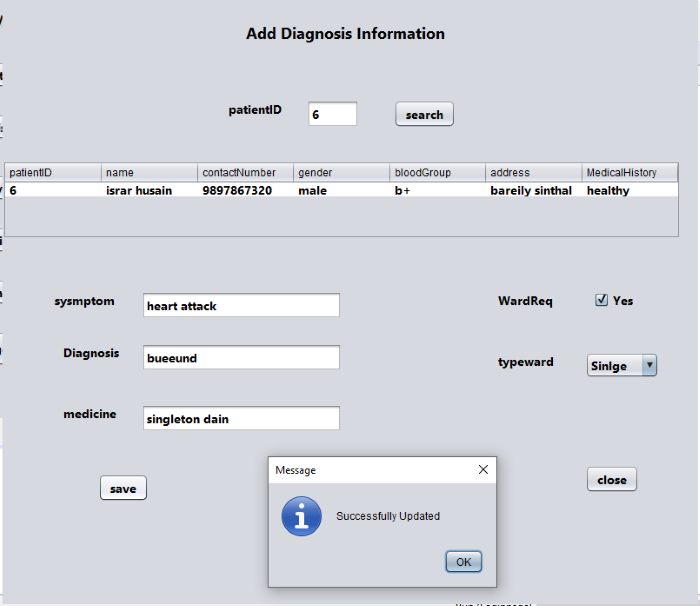 Add Diagnosis Information
patientID 6 search
patientID name contactNumber gender bloodGroup address MedicalHistory
6 israr husain 9897867320 male b+ bareily sinthal healthy
sysmptom heart attack WardReq Yes
Diagnosis bueeund typeward Sinlge
medicine singleton dain
save close
Message
Successfully Updated
OK